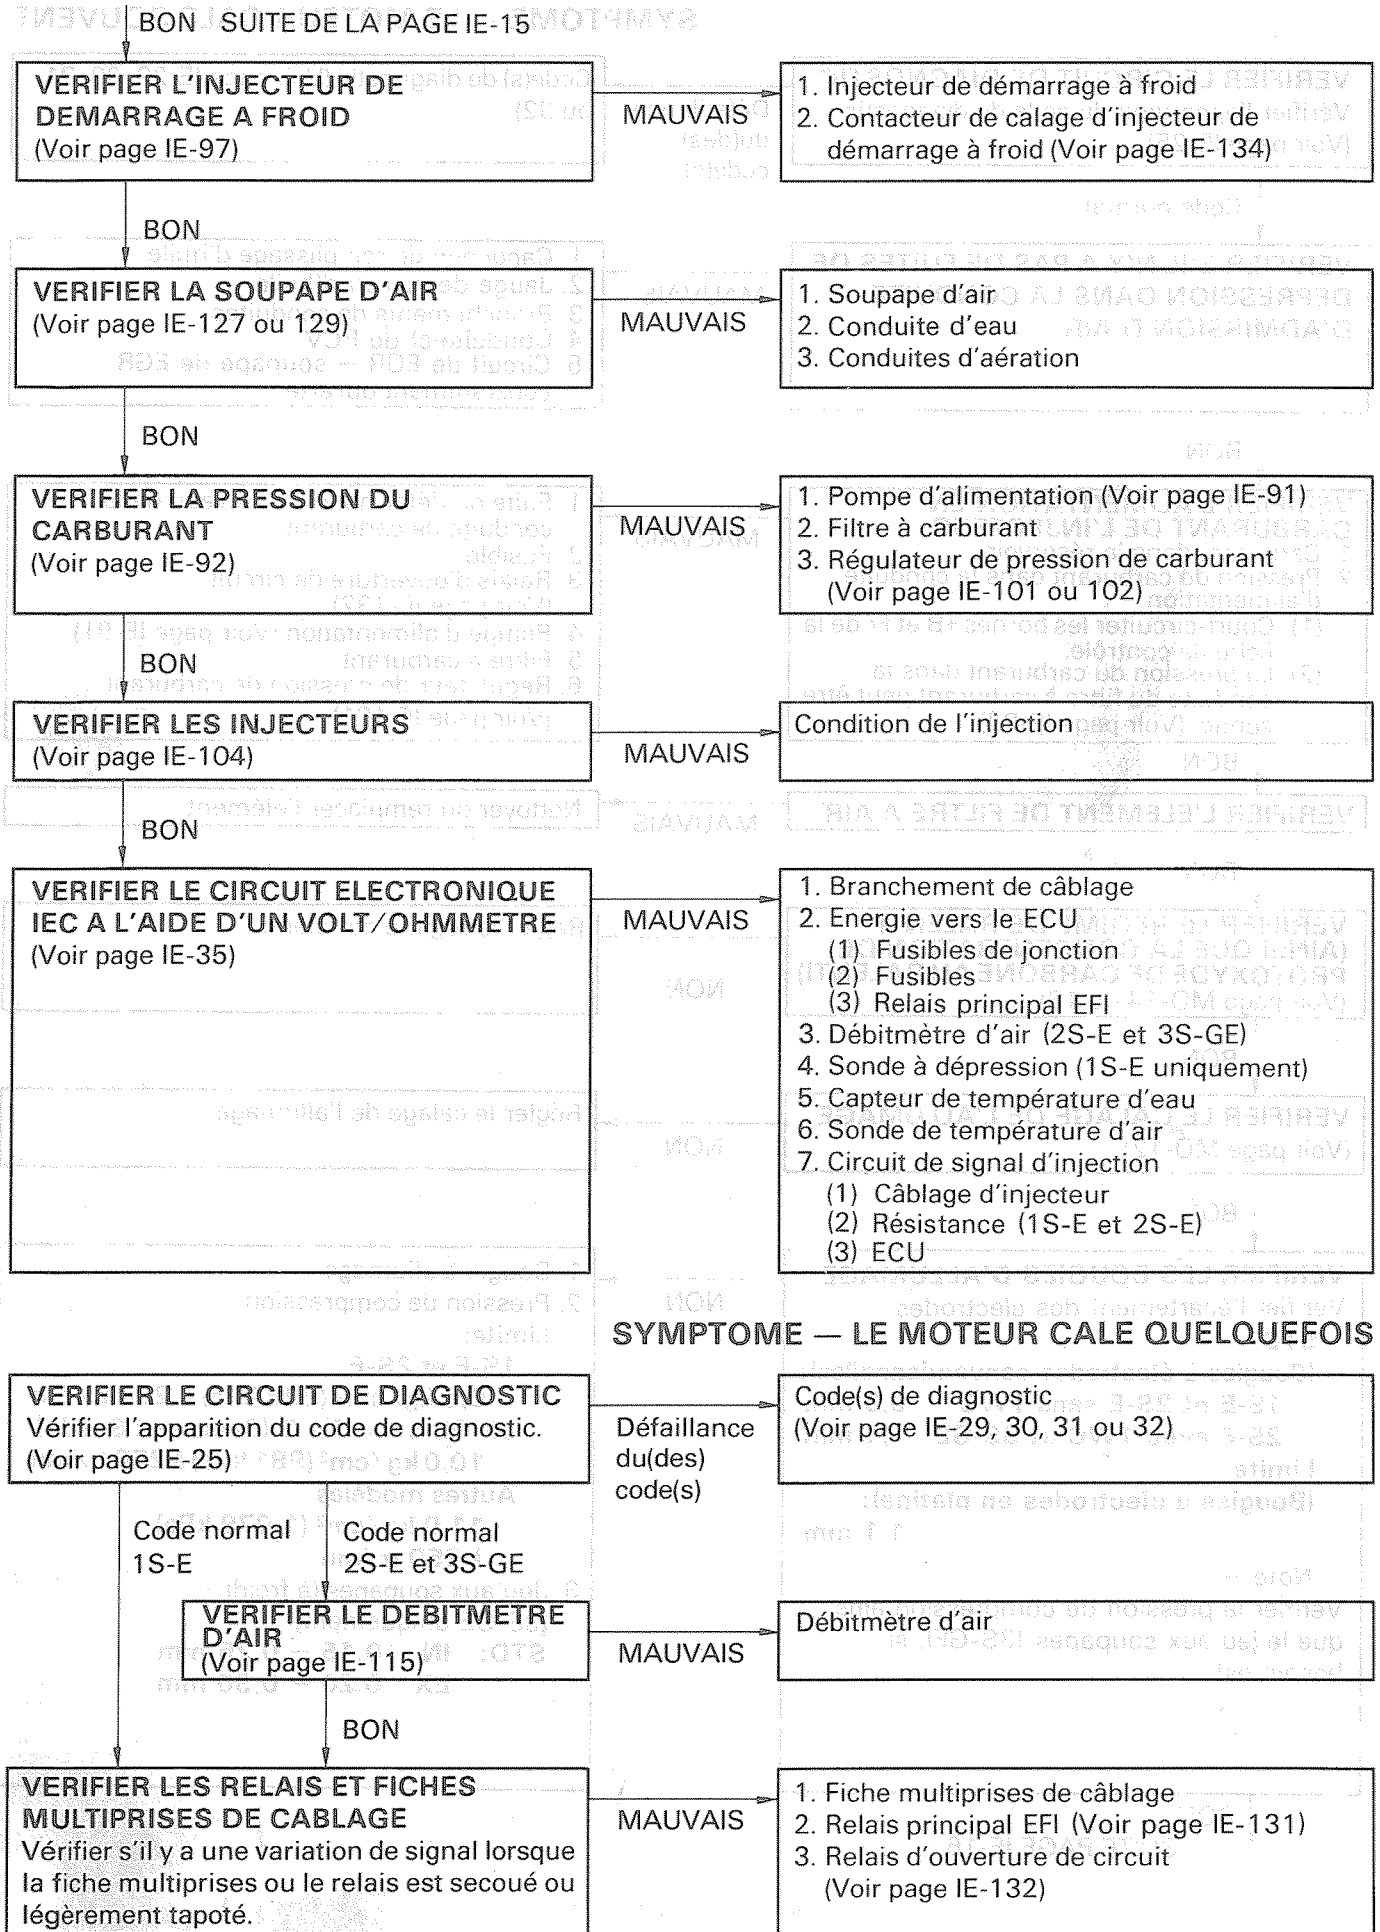 BON SUITE DE LA PAGE IE-15
VERIFIER L'INJECTEUR DE
DEMARRAGE A FROID
(Voir page IE-97)
MAUVAIS
1. Injecteur de démarrage à froid
2. Contacteur de calage d'injecteur de
démarrage à froid (Voir page IE-134)
BON
VERIFIER LA SOUPAPE D'AIR
(Voir page IE-127 ou 129)
MAUVAIS
1. Soupape d'air
2. Conduite d'eau
3. Conduites d'aération
BON
VERIFIER LA PRESSION DU
CARBURANT
(Voir page IE-92)
MAUVAIS
1. Pompe d'alimentation (Voir page IE-91)
2. Filtre à carburant
3. Régulateur de pression de carburant
(Voir page IE-101 ou 102)
BON
VERIFIER LES INJECTEURS
(Voir page IE-104)
MAUVAIS
Condition de l'injection
BON
VERIFIER LE CIRCUIT ELECTRONIQUE
IEC A L'AIDE D'UN VOLT/OHMMETRE
(Voir page IE-35)
MAUVAIS
1. Branchement de câblage
2. Energie vers le ECU
(1) Fusibles de jonction
(2) Fusibles
(3) Relais principal EFI
3. Débitmètre d'air (2S-E et 3S-GE)
4. Sonde à dépression (1S-E uniquement)
5. Capteur de température d'eau
6. Sonde de température d'air
7. Circuit de signal d'injection
(1) Câblage d'injecteur
(2) Résistance (1S-E et 2S-E)
(3) ECU
SYMPTOME — LE MOTEUR CALE QUELQUEFOIS
VERIFIER LE CIRCUIT DE DIAGNOSTIC
Vérifier l'apparition du code de diagnostic.
(Voir page IE-25)
Défaillance
du(des)
code(s)
Code(s) de diagnostic
(Voir page IE-29, 30, 31 ou 32)
Code normal
1S-E
Code normal
2S-E et 3S-GE
VERIFIER LE DEBITMETRE
D'AIR
(Voir page IE-115)
MAUVAIS
Débitmètre d'air
BON
VERIFIER LES RELAIS ET FICHES
MULTIPRISES DE CABLAGE
Vérifier s'il y a une variation de signal lorsque
la fiche multiprises ou le relais est secoué ou
légèrement tapoté.
MAUVAIS
1. Fiche multiprises de câblage
2. Relais principal EFI (Voir page IE-131)
3. Relais d'ouverture de circuit
(Voir page IE-132)